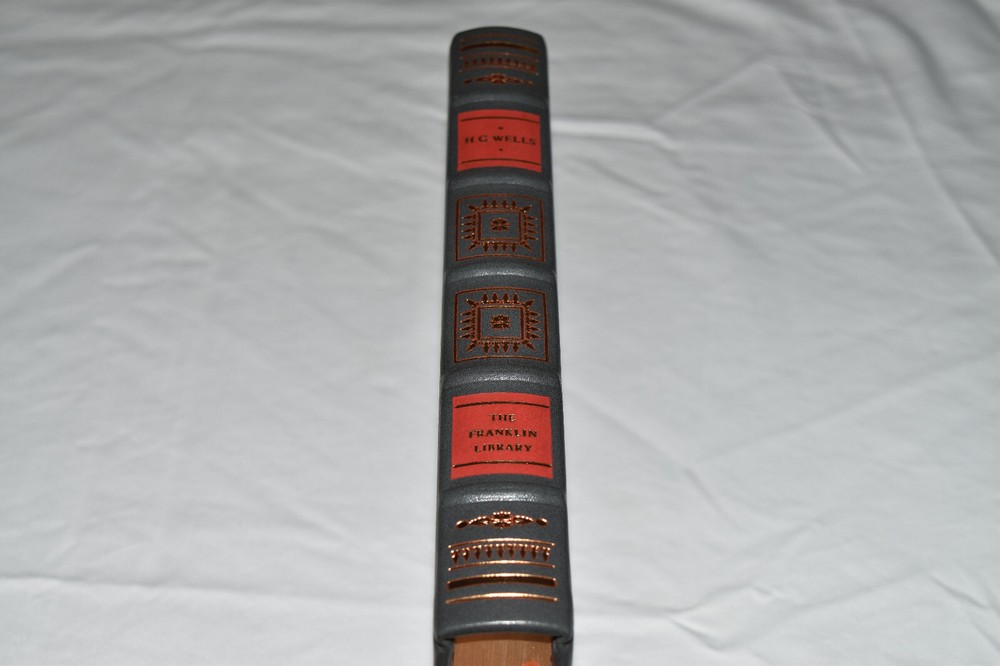 H G WELLS
THE
FRANKLIN
LIBRARY